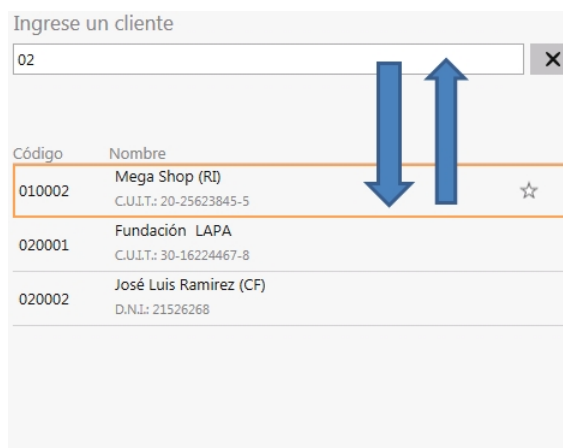 Ingrese un cliente
02
Código Nombre
010002 Mega Shop (RI)
C.U.I.T.: 20-25623845-5
020001 Fundación LAPA
C.U.I.T.: 30-16224467-8
020002 José Luis Ramirez (CF)
D.N.I.: 21526268